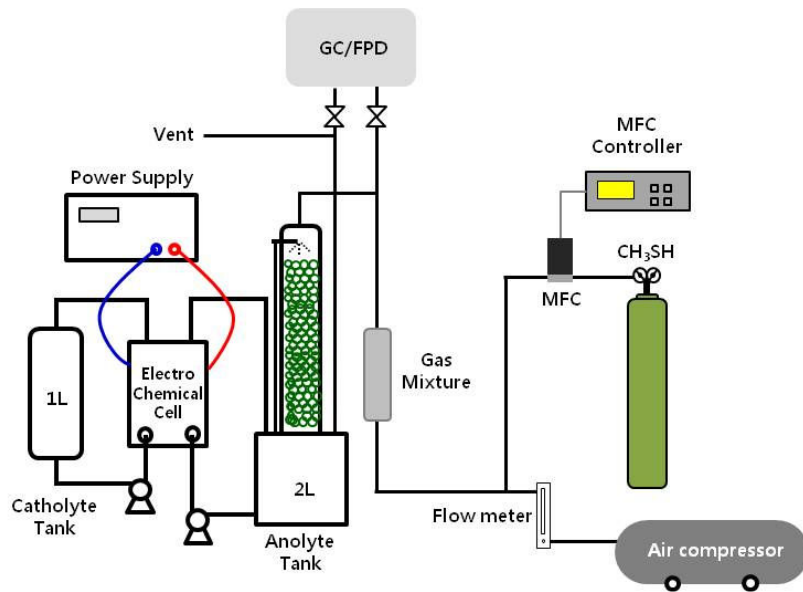 GC/FPD
Vent
MFC
Controller
Power Supply
CH₃SH
MFC
Gas
Mixture
1L
Electro
Chemical
Cell
2L
Catholyte
Tank
Anolyte
Tank
Flow meter
Air compressor